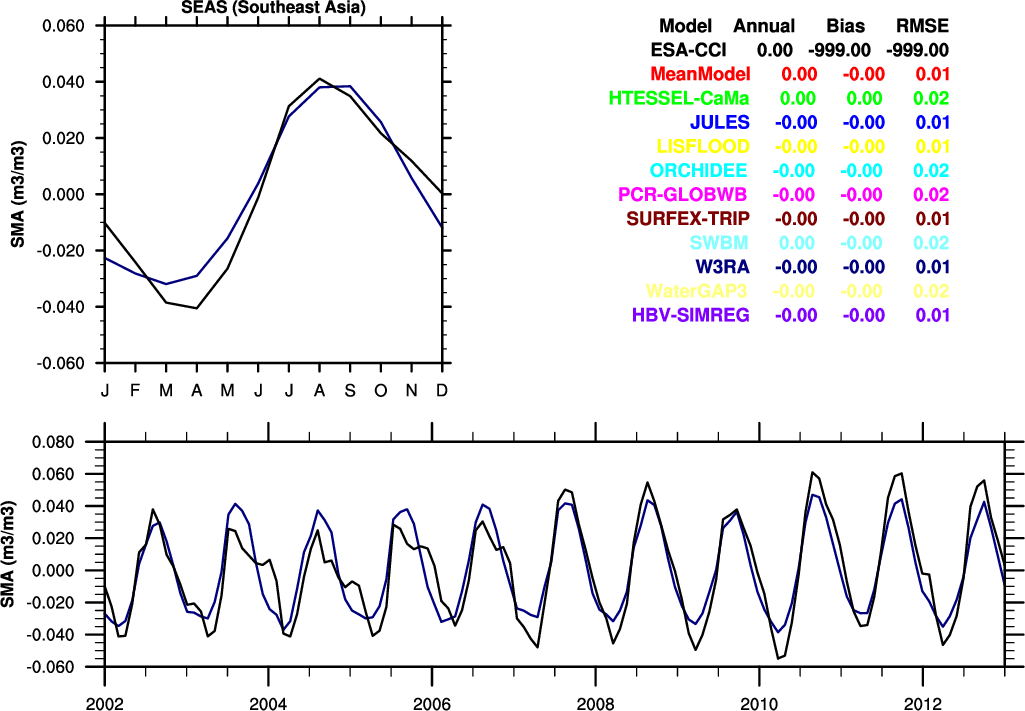 SEAS (Southeast Asia)
0.060
0.040
0.020
0.000
-0.020
-0.040
-0.060
SMA (m3/m3)
J F M A M J J A S O N D
Model Annual Bias RMSE
ESA-CCI 0.00 -999.00 -999.00
MeanModel 0.00 -0.00 0.01
HTESSEL-CaMa 0.00 0.00 0.02
JULES -0.00 -0.00 0.01
LISFLOOD -0.00 -0.00 0.01
ORCHIDEE -0.00 -0.00 0.02
PCR-GLOBWB -0.00 -0.00 0.02
SURFEX-TRIP -0.00 -0.00 0.01
SWBM 0.00 -0.00 0.02
W3RA -0.00 -0.00 0.01
WaterGAP3 -0.00 -0.00 0.02
HBV-SIMREG -0.00 -0.00 0.01
0.080
0.060
0.040
0.020
0.000
-0.020
-0.040
-0.060
SMA (m3/m3)
2002 2004 2006 2008 2010 2012